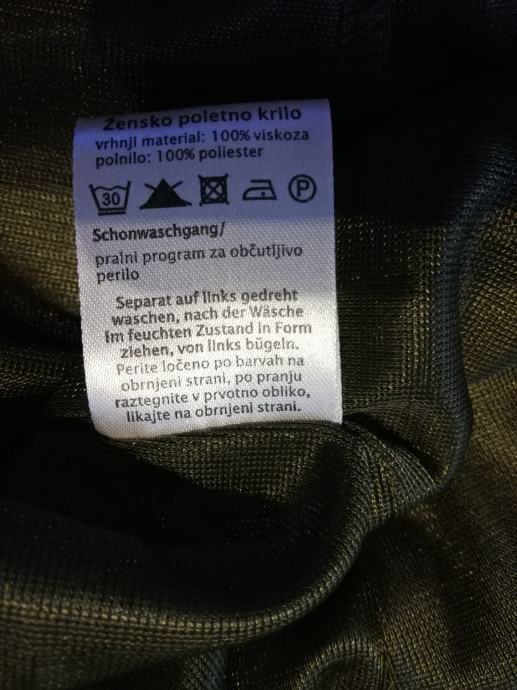 Žensko poletno krilo
vrhnji material: 100% viskoza
polnilo: 100% poliester
30 P
Schonwaschgang/
pralni program za občutljivo
perilo
Separat auf links gedreht
waschen, nach der Wäsche
im feuchten Zustand in Form
ziehen, von links bügeln.
Perite ločeno po barvah na
obrnjeni strani, po pranju
raztegnite v prvotno obliko,
likajte na obrnjeni strani.